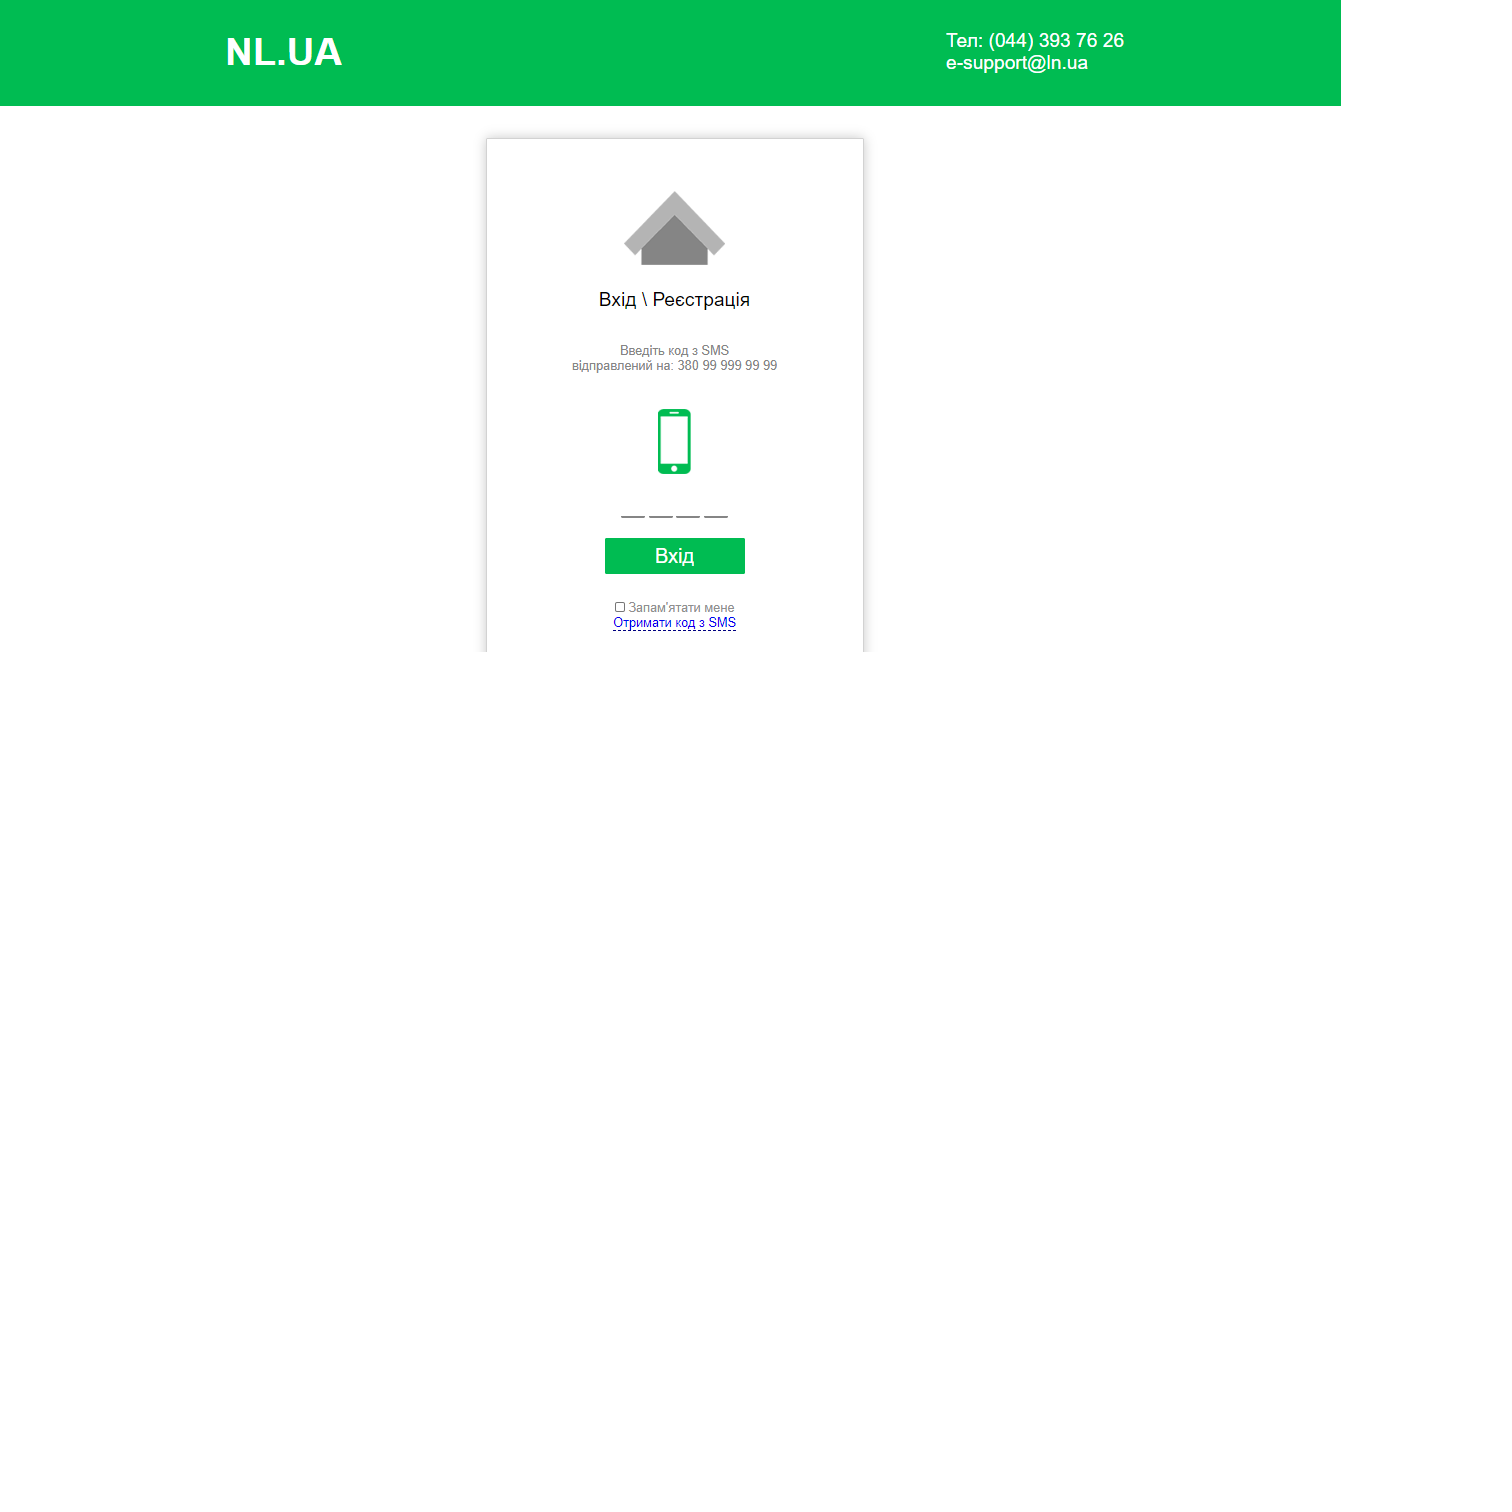 NL.UA
Тел: (044) 393 76 26
e-support@ln.ua
Вхід \ Реєстрація
Введіть код з SMS
відправлений на: 380 99 999 99 99
Вхід
Запам'ятати мене
Отримати код з SMS